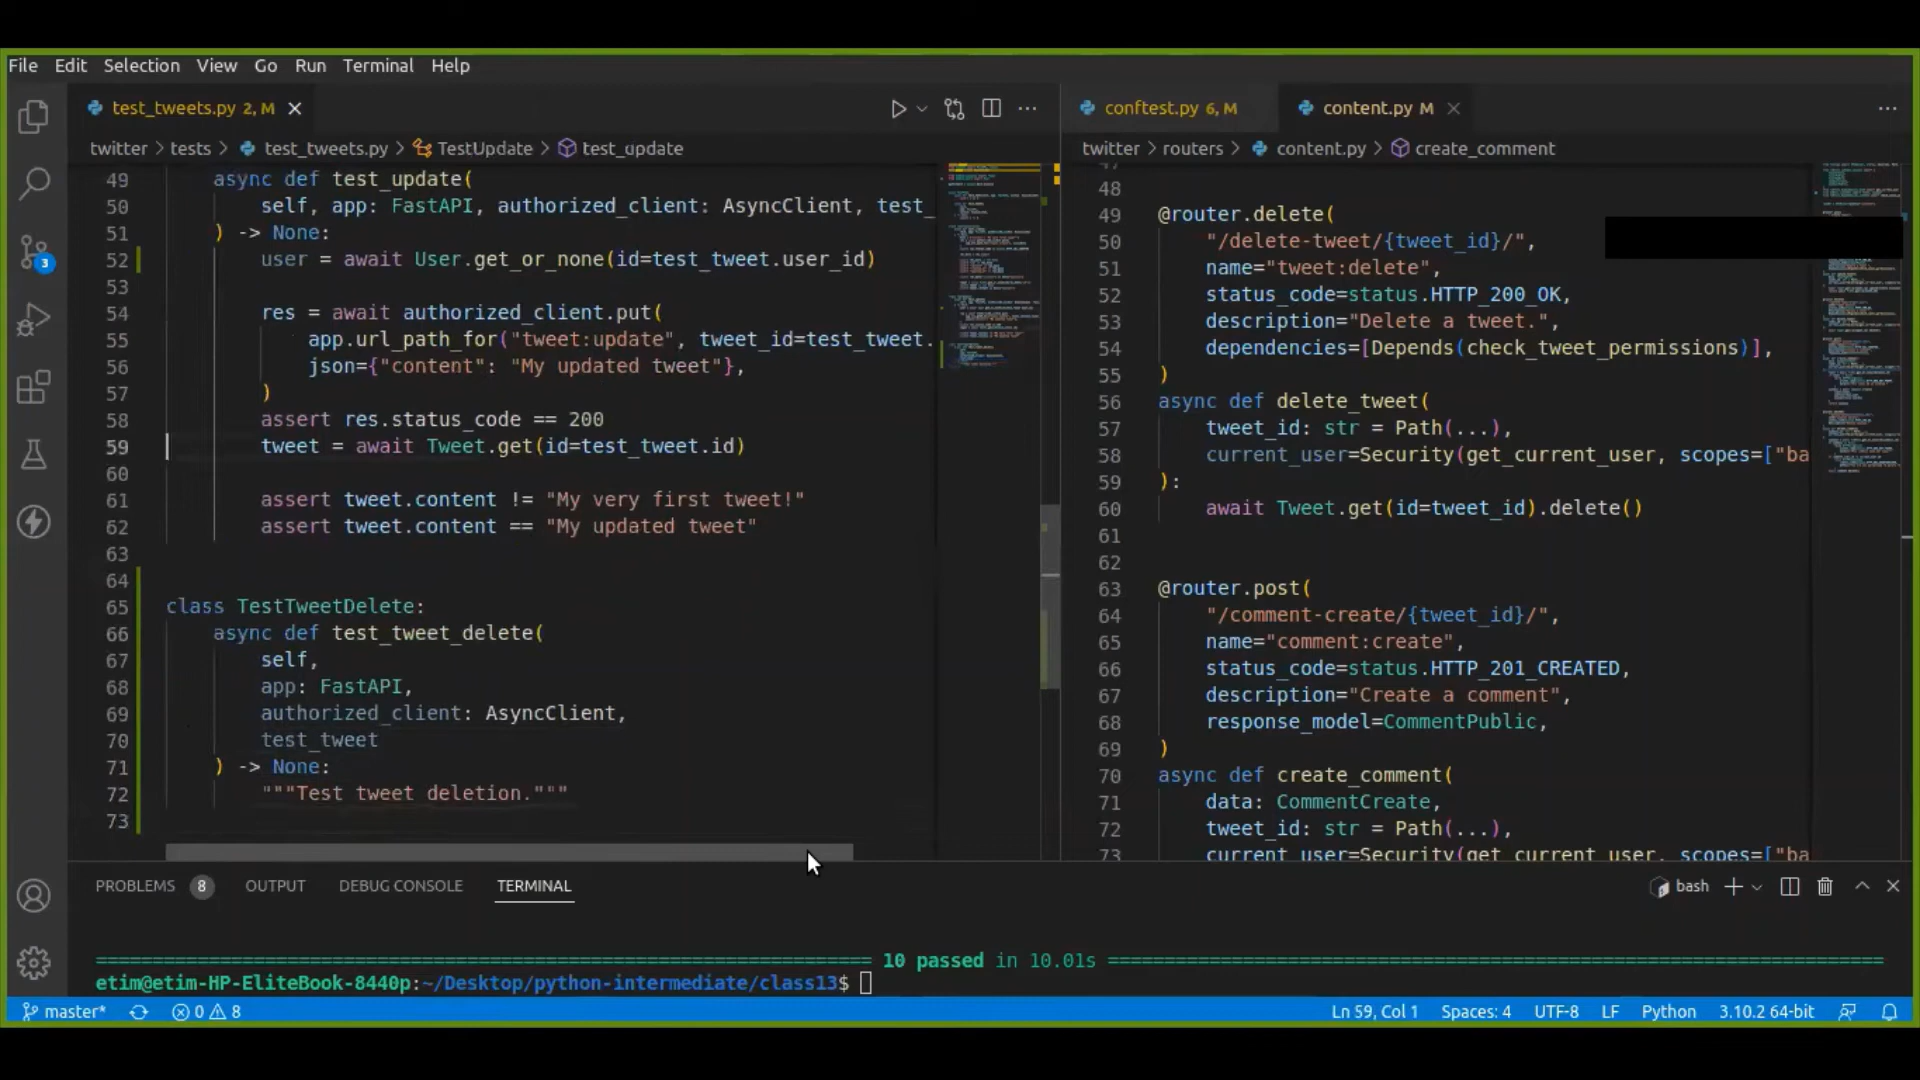 File Edit Selection View Go Run Terminal Help
test_tweets.py 2, M
conftest.py 6, M content.py M
twitter > tests > test_tweets.py > TestUpdate > test_update
twitter > routers > content.py > create_comment
49 async def test_update(
50 self, app: FastAPI, authorized_client: AsyncClient, test_
51 ) -> None:
52 user = await User.get_or_none(id=test_tweet.user_id)
53
54 res = await authorized_client.put(
55 app.url_path_for("tweet:update", tweet_id=test_tweet.
56 json={"content": "My updated tweet"},
57 )
58 assert res.status_code == 200
59 tweet = await Tweet.get(id=test_tweet.id)
60
61 assert tweet.content != "My very first tweet!"
62 assert tweet.content == "My updated tweet"
63
64
65 class TestTweetDelete:
66 async def test_tweet_delete(
67 self,
68 app: FastAPI,
69 authorized_client: AsyncClient,
70 test_tweet
71 ) -> None:
72 """Test tweet deletion."""
73
48
49 @router.delete(
50 "/delete-tweet/{tweet_id}/",
51 name="tweet:delete",
52 status_code=status.HTTP_200_OK,
53 description="Delete a tweet.",
54 dependencies=[Depends(check_tweet_permissions)],
55 )
56 async def delete_tweet(
57 tweet_id: str = Path(...),
58 current_user=Security(get_current_user, scopes=["ba
59 ):
60 await Tweet.get(id=tweet_id).delete()
61
62
63 @router.post(
64 "/comment-create/{tweet_id}/",
65 name="comment:create",
66 status_code=status.HTTP_201_CREATED,
67 description="Create a comment",
68 response_model=CommentPublic,
69 )
70 async def create_comment(
71 data: CommentCreate,
72 tweet_id: str = Path(...),
73 current_user=Security(get_current_user, scopes=["ba
PROBLEMS 8 OUTPUT DEBUG CONSOLE TERMINAL
bash
10 passed in 10.01s
etim@etim-HP-EliteBook-8440p:~/Desktop/python-intermediate/class13$
master* 0 8
Ln 59, Col 1 Spaces: 4 UTF-8 LF Python 3.10.2 64-bit
3